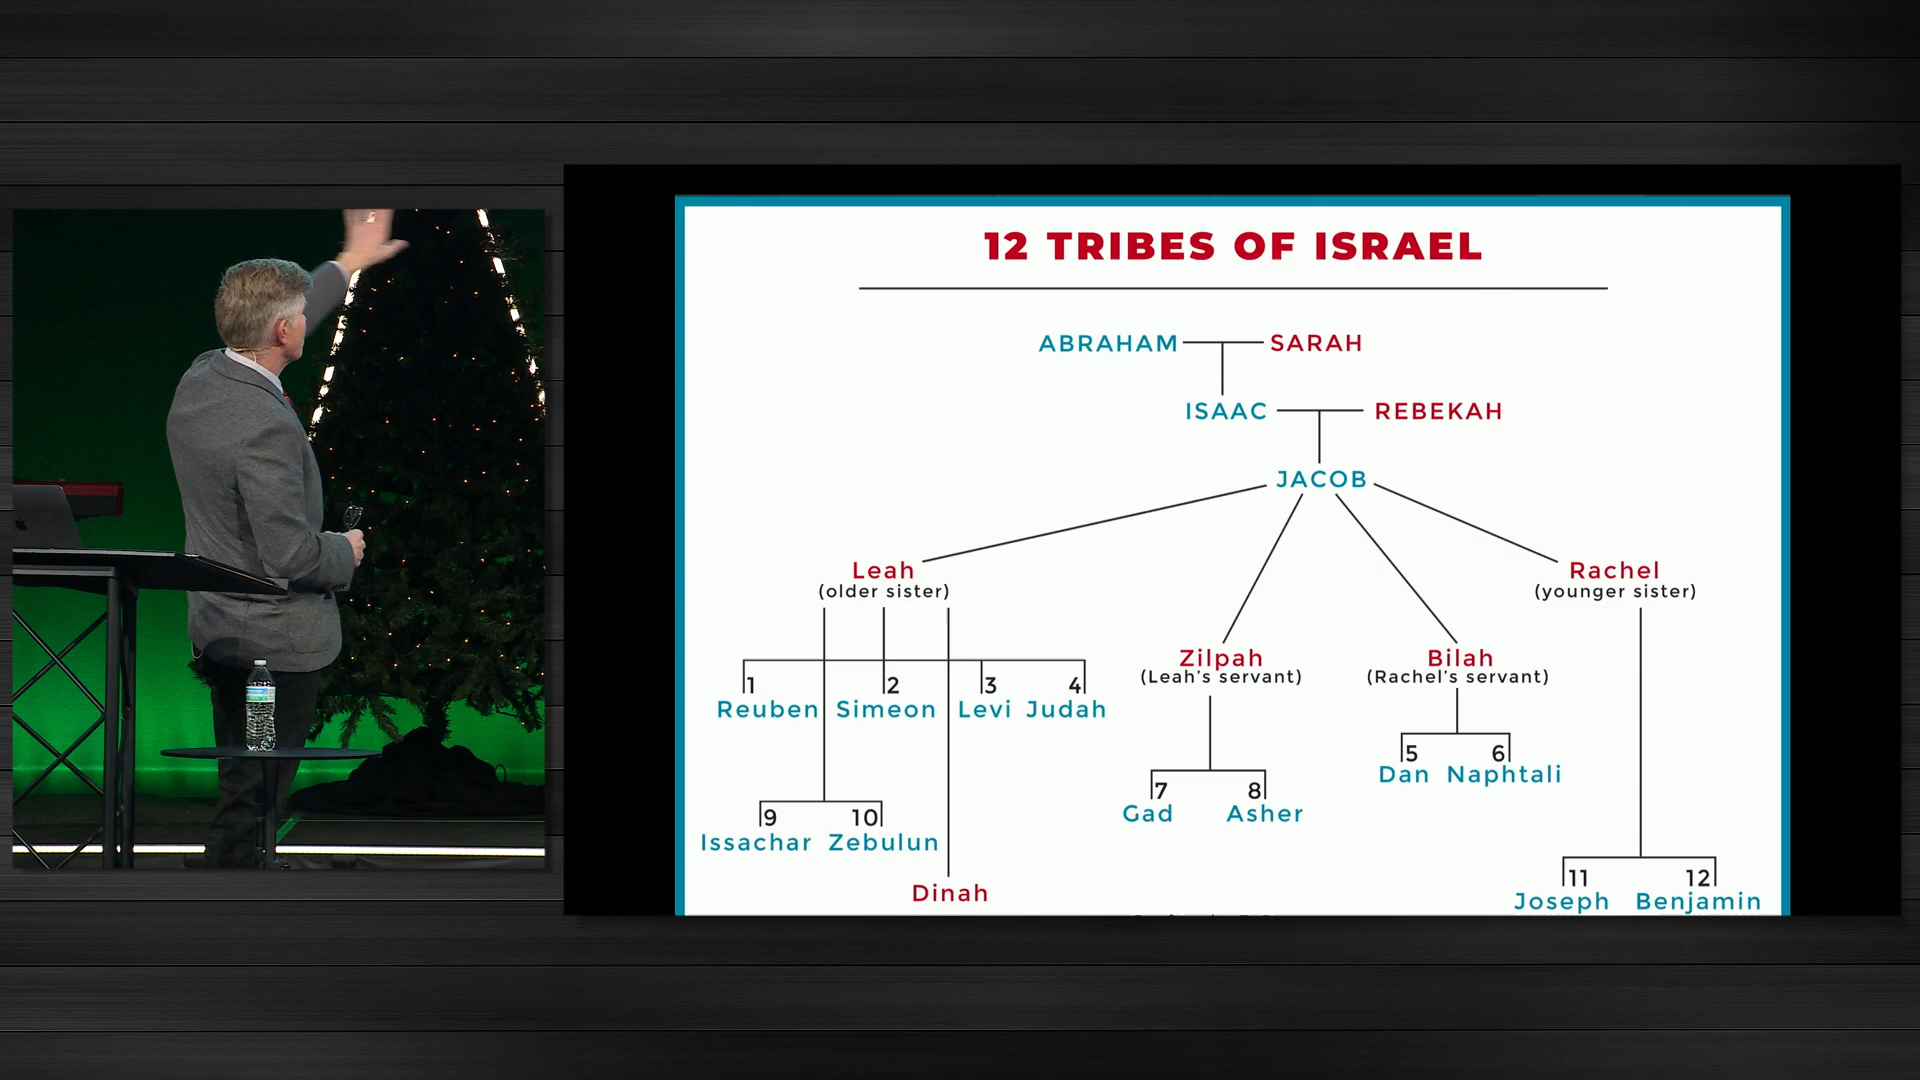 12 TRIBES OF ISRAEL
ABRAHAM SARAH
ISAAC REBEKAH
JACOB
Leah
(older sister)
Rachel
(younger sister)
Zilpah
(Leah's servant)
Bilah
(Rachel's servant)
1 2 3 4
Reuben Simeon Levi Judah
5 6
Dan Naphtali
7 8
Gad Asher
9 10
Issachar Zebulun
Dinah
11 12
Joseph Benjamin